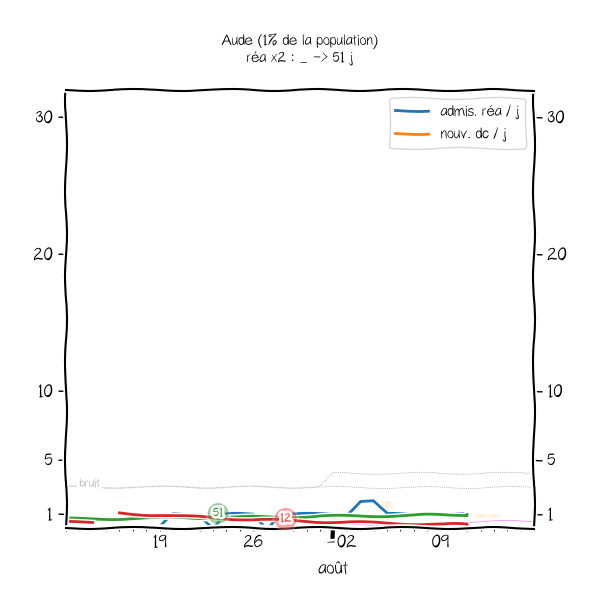 Aude (1% de la population)
réa x2 : _ -> 51 j
admis. réa / j
nouv. dc / j
30
30
20
20
10
10
5
5
bruit
51
12
1
1
19
26
02
09
août